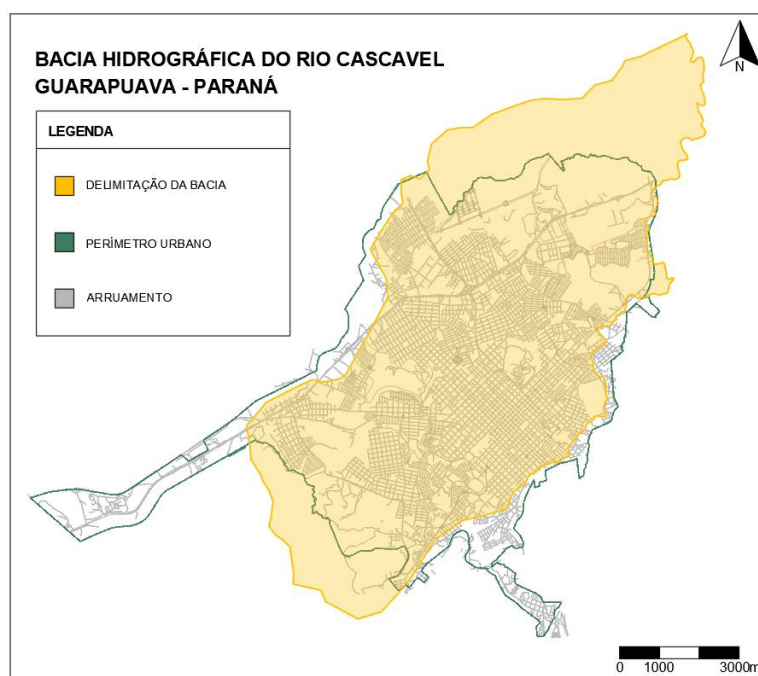 BACIA HIDROGRÁFICA DO RIO CASCAVEL
GUARAPUAVA - PARANÁ
N
LEGENDA
DELIMITAÇÃO DA BACIA
PERÍMETRO URBANO
ARRUAMENTO
0 1000 3000m